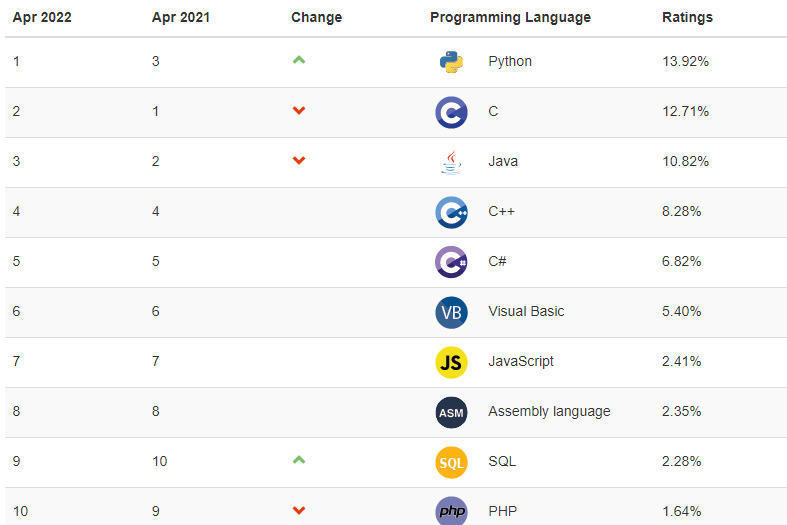 Apr 2022 Apr 2021 Change Programming Language Ratings
1 3 Python 13.92%
2 1 C 12.71%
3 2 Java 10.82%
4 4 C++ 8.28%
5 5 C# 6.82%
6 6 VB Visual Basic 5.40%
7 7 JS JavaScript 2.41%
8 8 ASM Assembly language 2.35%
9 10 SQL SQL 2.28%
10 9 php PHP 1.64%